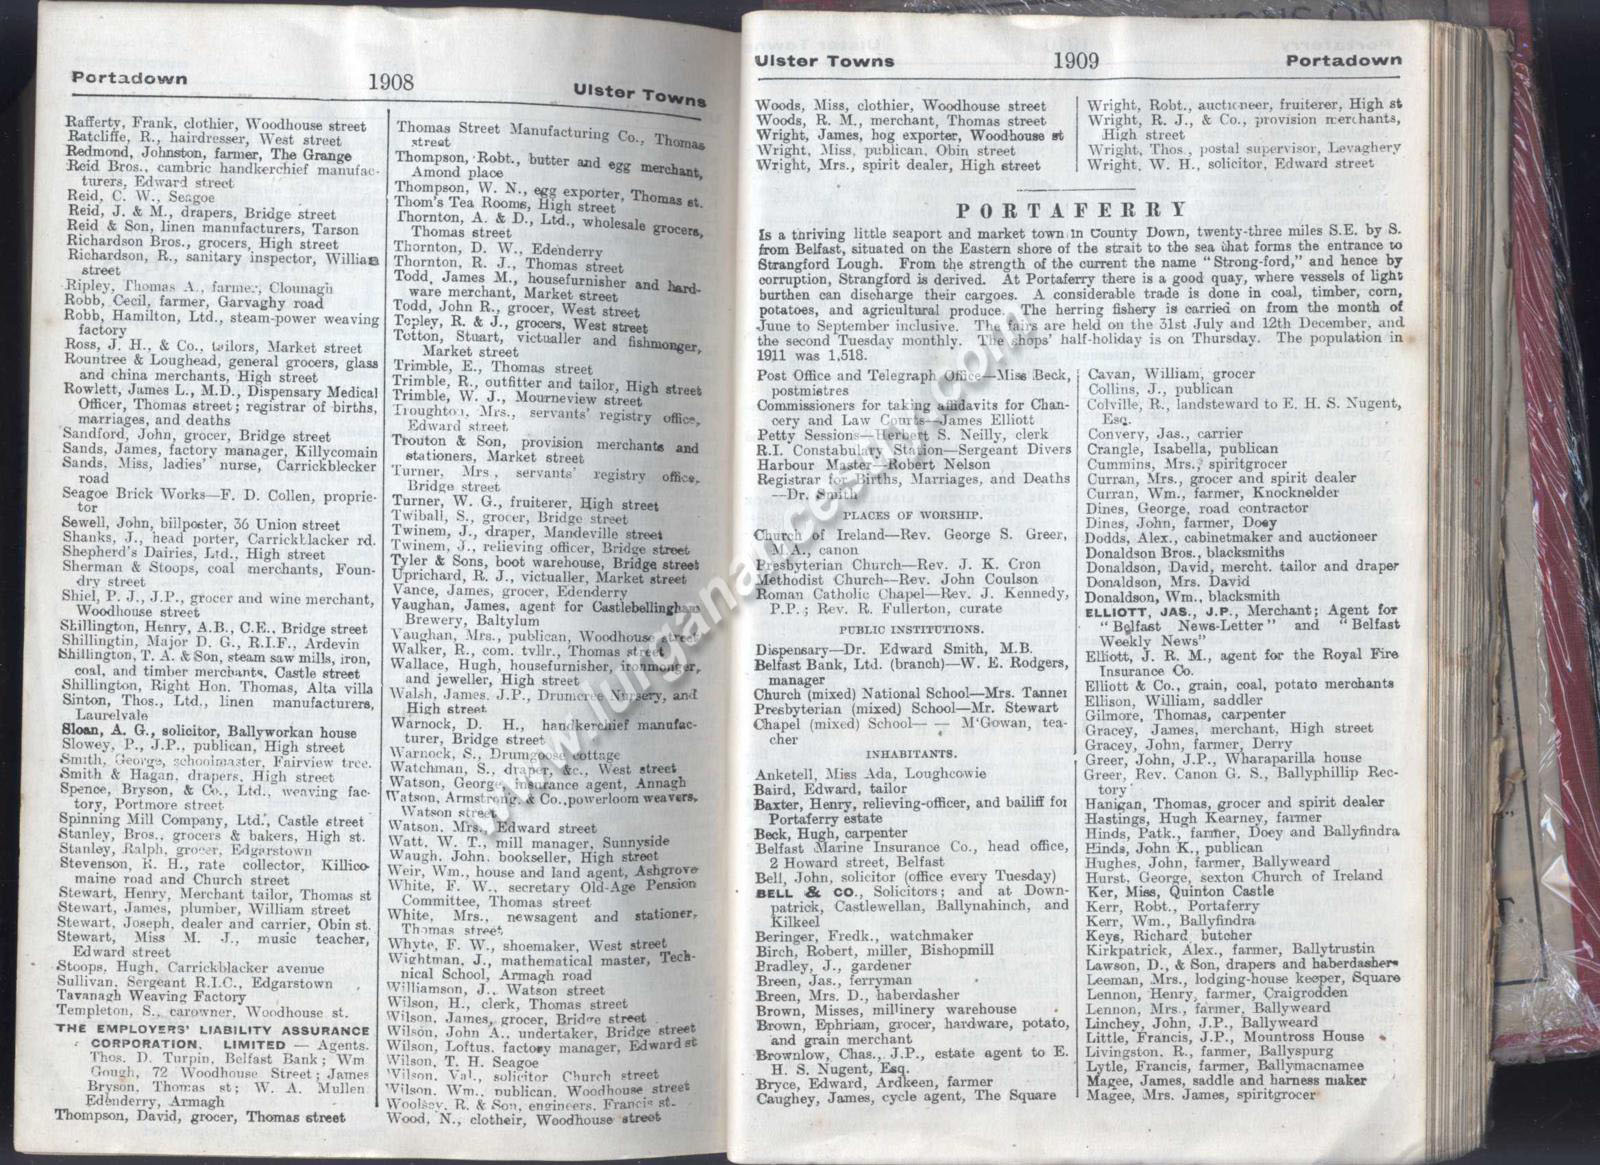 Portadown 1908 Ulster Towns
Rafferty, Frank, clothier, Woodhouse street
Ratcliffe, R., hairdresser, West street
Redmond, Johnston, farmer, The Grange
Reid Bros., cambric handkerchief manufac-
turers, Edward street
Reid, C. W., Seagoe
Reid, J. & M., drapers, Bridge street
Reid & Son, linen manufacturers, Tarson
Richardson Bros., grocers, High street
Richardson, R., sanitary inspector, William
street
Ripley, Thomas A., farmer, Clounagh
Robb, Cecil, farmer, Garvaghy road
Robb, Hamilton, Ltd., steam-power weaving
factory
Ross, J. H., & Co., tailors, Market street
Rountree & Loughead, general grocers, glass
and china merchants, High street
Rowlett, James L., M.D., Dispensary Medical
Officer, Thomas street; registrar of births,
marriages, and deaths
Sandford, John, grocer, Bridge street
Sands, James, factory manager, Killycomain
Sands, Miss, ladies' nurse, Carrickblecker
road
Seagoe Brick Works—F. D. Collen, proprie-
tor
Sewell, John, billposter, 36 Union street
Shanks, J., head porter, Carrickblacker rd.
Shepherd's Dairies, Ltd., High street
Sherman & Stoops, coal merchants, Foun-
dry street
Shiel, P. J., J.P., grocer and wine merchant,
Woodhouse street
Shillington, Henry, A.B., C.E., Bridge street
Shillingtin, Major D. G., R.I.F., Ardevin
Shillington, T. A. & Son, steam saw mills, iron,
coal, and timber merchants, Castle street
Shillington, Right Hon. Thomas, Alta villa
Sinton, Thos., Ltd., linen manufacturers,
Laurelvale
Sloan, A. G., solicitor, Ballyworkan house
Slowey, P., J.P., publican, High street
Smith, George, schoolmaster, Fairview trce.
Smith & Hagan, drapers, High street
Spence, Bryson, & Co., Ltd., weaving fac-
tory, Portmore street
Spinning Mill Company, Ltd., Castle street
Stanley, Bros., grocers & bakers, High st.
Stanley, Ralph, grocer, Edgarstown
Stevenson, R. H., rate collector, Killico-
maine road and Church street
Stewart, Henry, Merchant tailor, Thomas st
Stewart, James, plumber, William street
Stewart, Joseph, dealer and carrier, Obin st.
Stewart, Miss M. J., music teacher,
Edward street
Stoops, Hugh, Carrickblacker avenue
Sullivan, Sergeant R.I.C., Edgarstown
Tavanagh Weaving Factory
Templeton, S., carowner, Woodhouse st.
THE EMPLOYERS' LIABILITY ASSURANCE
CORPORATION, LIMITED — Agents.
Thos. D. Turpin, Belfast Bank; Wm
Gough, 72 Woodhouse Street; James
Bryson, Thomas st; W. A. Mullen
Edenderry, Armagh
Thompson, David, grocer, Thomas street
Thomas Street Manufacturing Co., Thomas
street
Thompson, Robt., butter and egg merchant,
Amond place
Thompson, W. N., egg exporter, Thomas st.
Thom's Tea Rooms, High street
Thornton, A. & D., Ltd., wholesale grocers,
Thomas street
Thornton, D. W., Edenderry
Thornton, R. J., Thomas street
Todd, James M., housefurnisher and hard-
ware merchant, Market street
Todd, John R., grocer, West street
Topley, R. & J., grocers, West street
Totton, Stuart, victualler and fishmonger,
Market street
Trimble, E., Thomas street
Trimble, R., outfitter and tailor, High street
Trimble, W. J., Mourneview street
Troughton, Mrs., servants' registry office,
Edward street
Trouton & Son, provision merchants and
stationers, Market street
Turner, Mrs., servants' registry office,
Bridge street
Turner, W. G., fruiterer, High street
Twiball, S., grocer, Bridge street
Twinem, J., draper, Mandeville street
Twinem, J., relieving officer, Bridge street
Tyler & Sons, boot warehouse, Bridge street
Uprichard, R. J., victualler, Market street
Vance, James, grocer, Edenderry
Vaughan, James, agent for Castlebellingham
Brewery, Baltylum
Vaughan, Mrs., publican, Woodhouse street
Walker, R., com. tvllr., Thomas street
Wallace, Hugh, housefurnisher, ironmonger,
and jeweller, High street
Walsh, James, J.P., Drumcree Nursery, and
High street
Warnock, D. H., handkerchief manufac-
turer, Bridge street
Warnock, S., Drumgoose cottage
Watchman, S., draper, &c., West street
Watson, George, insurance agent, Annagh
Watson, Armstrong, & Co., powerloom weavers,
Watson street
Watson, Mrs., Edward street
Watt, W. T., mill manager, Sunnyside
Waugh, John, bookseller, High street
Weir, Wm., house and land agent, Ashgrove
White, F. W., secretary Old-Age Pension
Committee, Thomas street
White, Mrs., newsagent and stationer,
Thomas street
Whyte, F. W., shoemaker, West street
Wightman, J., mathematical master, Tech-
nical School, Armagh road
Williamson, J., Watson street
Wilson, H., clerk, Thomas street
Wilson, James, grocer, Bridge street
Wilson, John A., undertaker, Bridge street
Wilson, Loftus, factory manager, Edward st
Wilson, T. H. Seagoe
Wilson, Val., solicitor Church street
Wilson, Wm., publican, Woodhouse street
Woolsey, R. & Son, engineers, Francis st.
Wood, N., clotheir, Woodhouse street
Ulster Towns 1909 Portadown
Woods, Miss, clothier, Woodhouse street
Woods, R. M., merchant, Thomas street
Wright, James, hog exporter, Woodhouse st
Wright, Miss, publican, Obin street
Wright, Mrs., spirit dealer, High street
Wright, Robt., auctioneer, fruiterer, High st
Wright, R. J., & Co., provision merchants,
High street
Wright, Thos., postal supervisor, Levaghery
Wright, W. H., solicitor, Edward street
PORTAFERRY
Is a thriving little seaport and market town in County Down, twenty-three miles S.E. by S.
from Belfast, situated on the Eastern shore of the strait to the sea that forms the entrance to
Strangford Lough. From the strength of the current the name "Strong-ford," and hence by
corruption, Strangford is derived. At Portaferry there is a good quay, where vessels of light
burthen can discharge their cargoes. A considerable trade is done in coal, timber, corn,
potatoes, and agricultural produce. The herring fishery is carried on from the month of
June to September inclusive. The fairs are held on the 31st July and 12th December, and
the second Tuesday monthly. The shops' half-holiday is on Thursday. The population in
1911 was 1,518.
Post Office and Telegraph Office—Miss Beck,
postmistres
Commissioners for taking affidavits for Chan-
cery and Law Courts—James Elliott
Petty Sessions—Herbert S. Neilly, clerk
R.I. Constabulary Station—Sergeant Divers
Harbour Master—Robert Nelson
Registrar for Births, Marriages, and Deaths
—Dr. Smith
PLACES OF WORSHIP.
Church of Ireland—Rev. George S. Greer,
M.A., canon
Presbyterian Church—Rev. J. K. Cron
Methodist Church—Rev. John Coulson
Roman Catholic Chapel—Rev. J. Kennedy,
P.P.; Rev. R. Fullerton, curate
PUBLIC INSTITUTIONS.
Dispensary—Dr. Edward Smith, M.B.
Belfast Bank, Ltd. (branch)—W. E. Rodgers,
manager
Church (mixed) National School—Mrs. Tanner
Presbyterian (mixed) School—Mr. Stewart
Chapel (mixed) School— — M'Gowan, tea-
cher
INHABITANTS.
Anketell, Miss Ada, Loughcowie
Baird, Edward, tailor
Baxter, Henry, relieving-officer, and bailiff for
Portaferry estate
Beck, Hugh, carpenter
Belfast Marine Insurance Co., head office,
2 Howard street, Belfast
Bell, John, solicitor (office every Tuesday)
BELL & CO., Solicitors; and at Down-
patrick, Castlewellan, Ballynahinch, and
Kilkeel
Beringer, Fredk., watchmaker
Birch, Robert, miller, Bishopmill
Bradley, J., gardener
Breen, Jas., ferryman
Breen, Mrs. D., haberdasher
Brown, Misses, millinery warehouse
Brown, Ephriam, grocer, hardware, potato,
and grain merchant
Brownlow, Chas., J.P., estate agent to E.
H. S. Nugent, Esq.
Bryce, Edward, Ardkeen, farmer
Caughey, James, cycle agent, The Square
Cavan, William, grocer
Collins, J., publican
Colville, R., landsteward to E. H. S. Nugent,
Esq.
Convery, Jas., carrier
Crangle, Isabella, publican
Cummins, Mrs., spiritgrocer
Curran, Mrs., grocer and spirit dealer
Curran, Wm., farmer, Knocknelder
Dines, George, road contractor
Dines, John, farmer, Doey
Dodds, Alex., cabinetmaker and auctioneer
Donaldson Bros., blacksmiths
Donaldson, David, mercht. tailor and draper
Donaldson, Mrs. David
Donaldson, Wm., blacksmith
ELLIOTT, JAS., J.P., Merchant; Agent for
"Belfast News-Letter" and "Belfast
Weekly News"
Elliott, J. R. M., agent for the Royal Fire
Insurance Co.
Elliott & Co., grain, coal, potato merchants
Ellison, William, saddler
Gilmore, Thomas, carpenter
Gracey, James, merchant, High street
Gracey, John, farmer, Derry
Greer, John, J.P., Wharaparilla house
Greer, Rev. Canon G. S., Ballyphillip Rec-
tory
Hanigan, Thomas, grocer and spirit dealer
Hastings, Hugh Kearney, farmer
Hinds, Patk., farmer, Doey and Ballyfindra
Hinds, John K., publican
Hughes, John, farmer, Ballyweard
Hurst, George, sexton Church of Ireland
Ker, Miss, Quinton Castle
Kerr, Robt., Portaferry
Kerr, Wm., Ballyfindra
Keys, Richard butcher
Kirkpatrick, Alex., farmer, Ballytrustin
Lawson, D., & Son, drapers and haberdashers
Leeman, Mrs., lodging-house keeper, Square
Lennon, Henry, farmer, Craigrodden
Lennon, Mrs., farmer, Ballyweard
Linchey, John, J.P., Ballyweard
Little, Francis, J.P., Mountross House
Livingston, R., farmer, Ballyspurg
Lytle, Francis, farmer, Ballymacnamee
Magee, James, saddle and harness maker
Magee, Mrs. James, spiritgrocer
www.lurganancestry.com